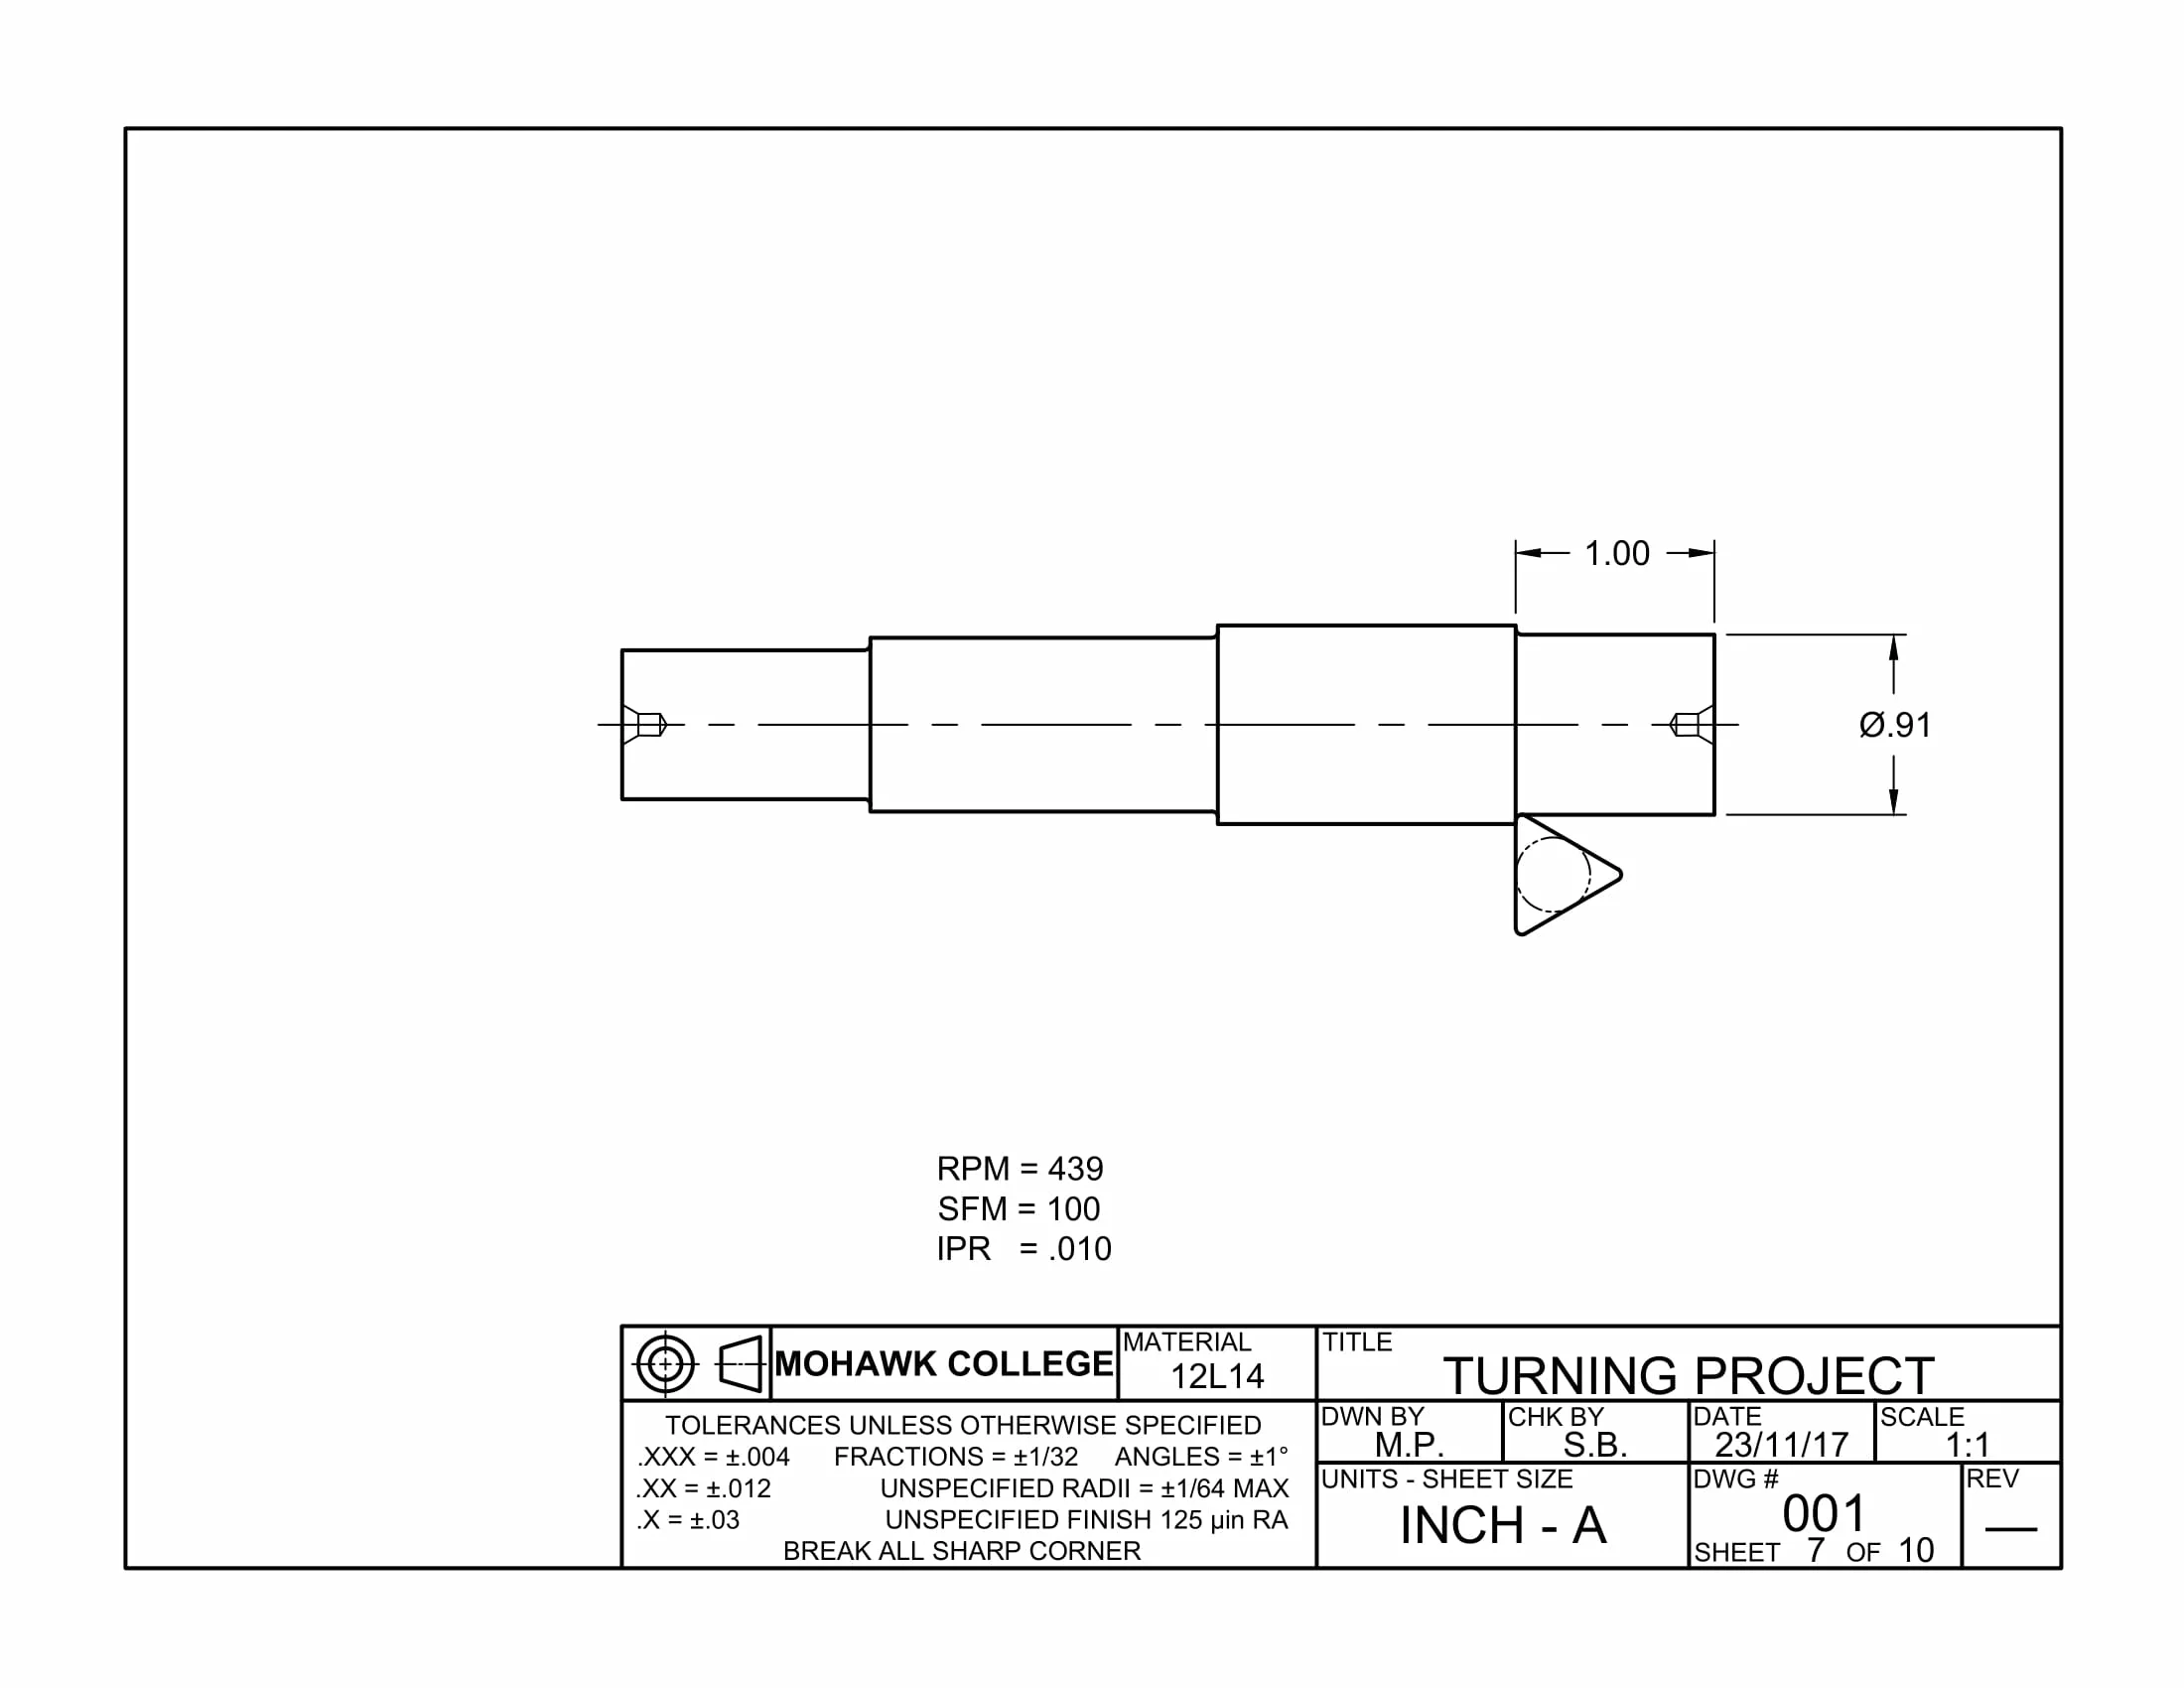 1.00
Ø.91
RPM = 439
SFM = 100
IPR = .010
MOHAWK COLLEGE
MATERIAL
12L14
TITLE
TURNING PROJECT
TOLERANCES UNLESS OTHERWISE SPECIFIED
.XXX = ±.004 FRACTIONS = ±1/32 ANGLES = ±1°
.XX = ±.012 UNSPECIFIED RADII = ±1/64 MAX
.X = ±.03 UNSPECIFIED FINISH 125 µin RA
BREAK ALL SHARP CORNER
DWN BY
M.P.
CHK BY
S.B.
DATE
23/11/17
SCALE
1:1
UNITS - SHEET SIZE
INCH - A
DWG #
001
SHEET 7 OF 10
REV
—